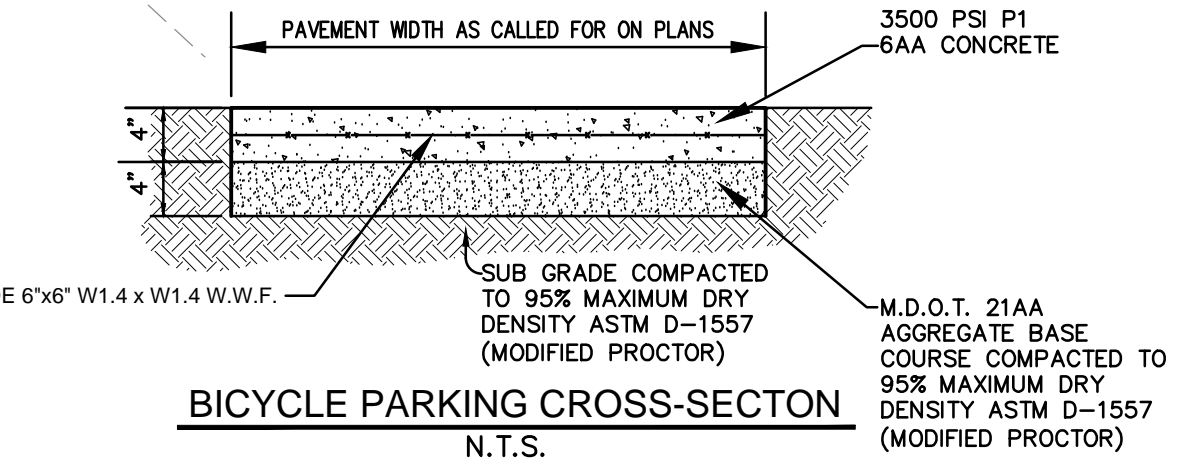 PAVEMENT WIDTH AS CALLED FOR ON PLANS
3500 PSI P1
6AA CONCRETE
4"
4"
6"x6" W1.4 x W1.4 W.W.F.
SUB GRADE COMPACTED
TO 95% MAXIMUM DRY
DENSITY ASTM D-1557
(MODIFIED PROCTOR)
M.D.O.T. 21AA
AGGREGATE BASE
COURSE COMPACTED TO
95% MAXIMUM DRY
DENSITY ASTM D-1557
(MODIFIED PROCTOR)
BICYCLE PARKING CROSS-SECTON
N.T.S.